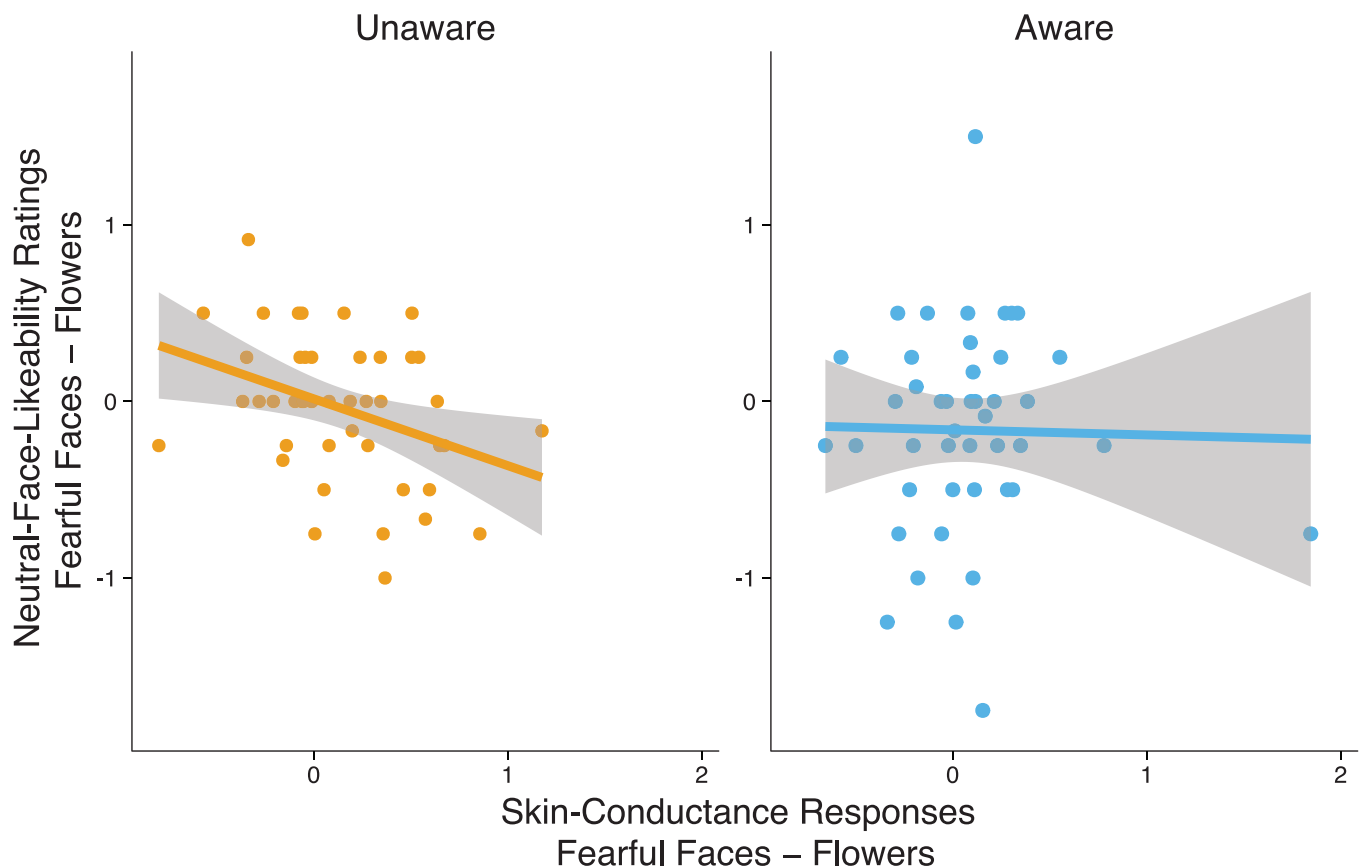 Unaware
Aware
Neutral-Face-Likeability Ratings
Fearful Faces – Flowers
1
0
-1
0
1
2
1
0
-1
0
1
2
Skin-Conductance Responses
Fearful Faces – Flowers